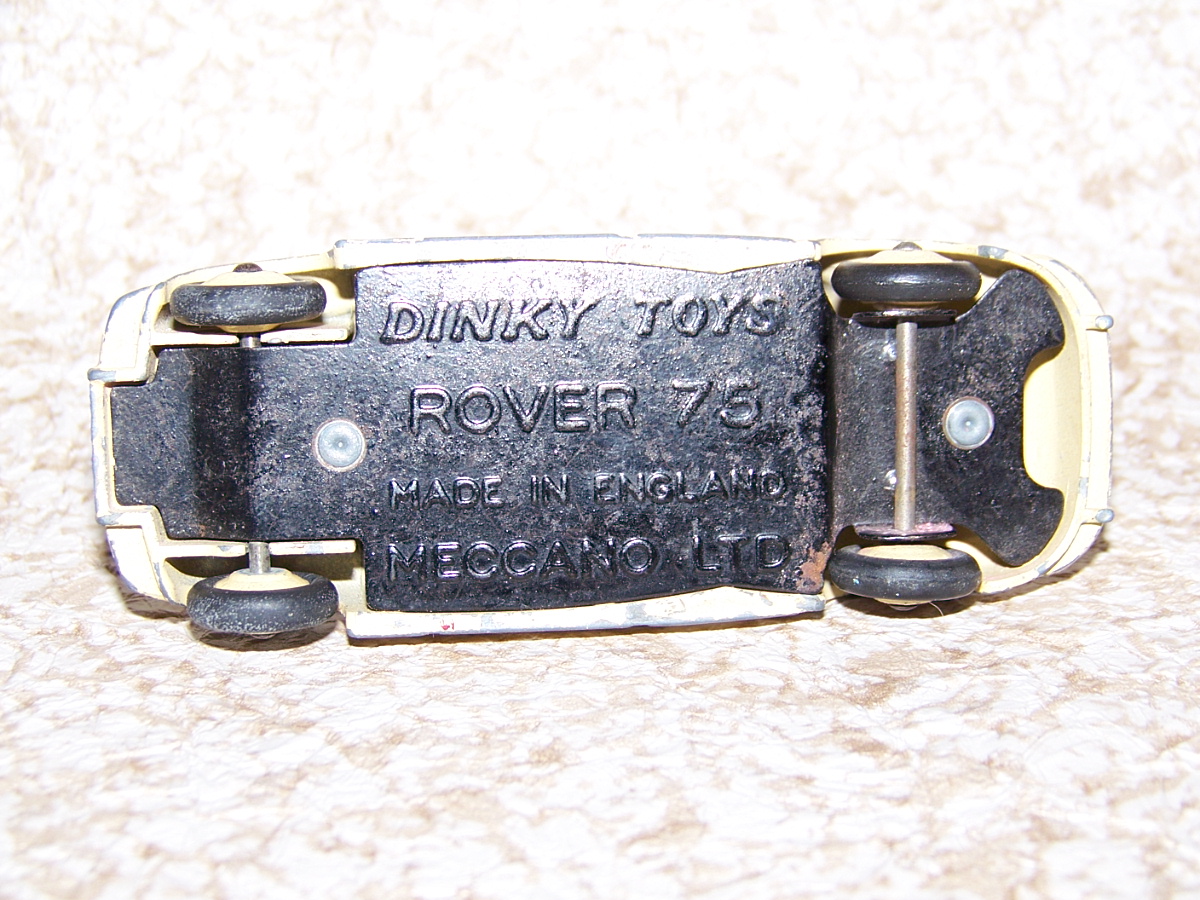 DINKY TOYS
ROVER 75
MADE IN ENGLAND
MECCANO LTD